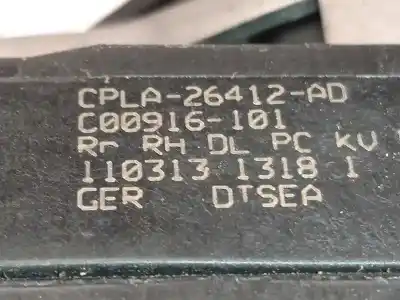 CPLA-26412-AD
C00916-101
Rr RH DL PC KV
110313 1318 1
GER DTSEA